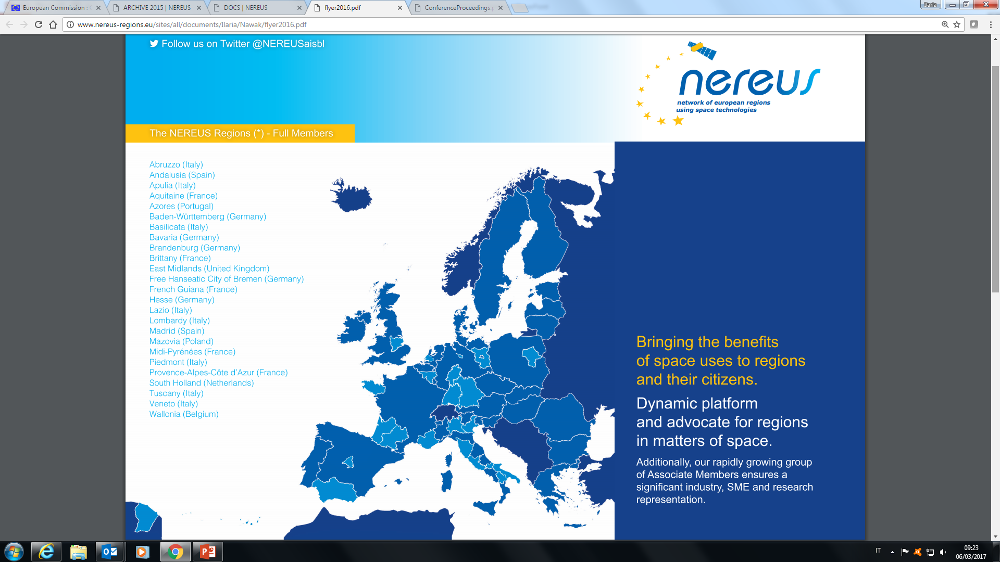 European Commission :
ARCHIVE 2015 | NEREUS
DOCS | NEREUS
flyer2016.pdf
ConferenceProceedings.
Ilaria
www.nereus-regions.eu/sites/all/documents/Ilaria/Nawak/flyer2016.pdf
Follow us on Twitter @NEREUSaisbl
nereus
network of european regions
using space technologies
The NEREUS Regions (*) - Full Members
Abruzzo (Italy)
Andalusia (Spain)
Apulia (Italy)
Aquitaine (France)
Azores (Portugal)
Baden-Württemberg (Germany)
Basilicata (Italy)
Bavaria (Germany)
Brandenburg (Germany)
Brittany (France)
East Midlands (United Kingdom)
Free Hanseatic City of Bremen (Germany)
French Guiana (France)
Hesse (Germany)
Lazio (Italy)
Lombardy (Italy)
Madrid (Spain)
Mazovia (Poland)
Midi-Pyrénées (France)
Piedmont (Italy)
Provence-Alpes-Côte d’Azur (France)
South Holland (Netherlands)
Tuscany (Italy)
Veneto (Italy)
Wallonia (Belgium)
Bringing the benefits
of space uses to regions
and their citizens.
Dynamic platform
and advocate for regions
in matters of space.
Additionally, our rapidly growing group
of Associate Members ensures a
significant industry, SME and research
representation.
IT
09:23
06/03/2017